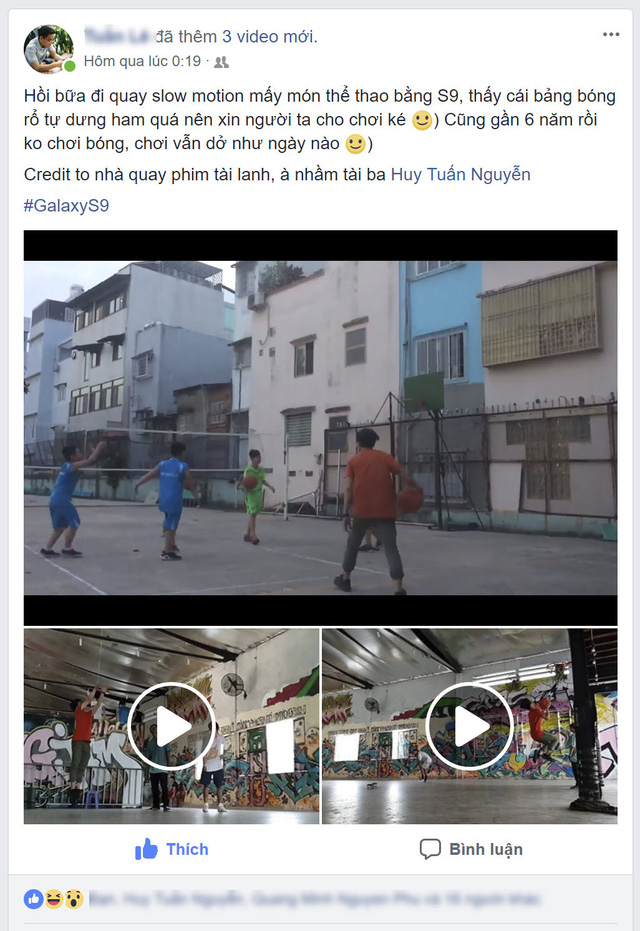 đã thêm 3 video mới.
Hôm qua lúc 0:19 ·
Hồi bữa đi quay slow motion mấy món thể thao bằng S9, thấy cái bảng bóng
rổ tự dưng ham quá nên xin người ta cho chơi ké 🙂) Cũng gần 6 năm rồi
ko chơi bóng, chơi vẫn dở như ngày nào 🙂)
Credit to nhà quay phim tài lanh, à nhầm tài ba Huy Tuấn Nguyễn
#GalaxyS9
Thích
Bình luận